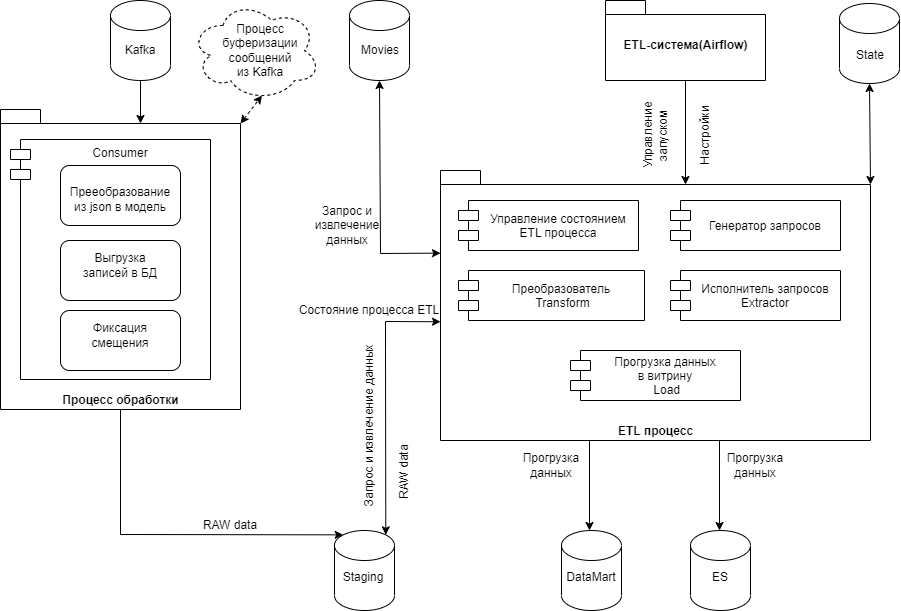 Kafka
Процесс
буферизации
сообщений
из Kafka
Movies
ETL-система(Airflow)
State
Управление
запуском
Настройки
Consumer
Прееобразование
из json в модель
Выгрузка
записей в БД
Фиксация
смещения
Процесс обработки
Запрос и
извлечение
данных
Управление состоянием
ETL процесса
Генератор запросов
Преобразователь
Transform
Исполнитель запросов
Extractor
Прогрузка данных
в витрину
Load
ETL процесс
Состояние процесса ETL
Запрос и извлечение данных
RAW data
Прогрузка
данных
Прогрузка
данных
RAW data
Staging
DataMart
ES